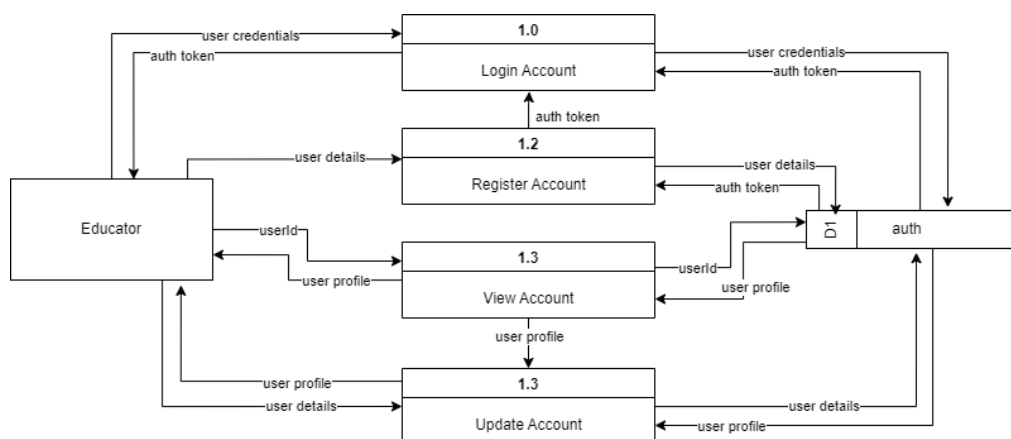 1.0
user credentials
user credentials
auth token
auth token
Login Account
auth token
1.2
user details
user details
Register Account
auth token
Educator
D1
auth
userId
1.3
userId
user profile
user profile
View Account
user profile
1.3
user profile
user details
user details
Update Account
user profile